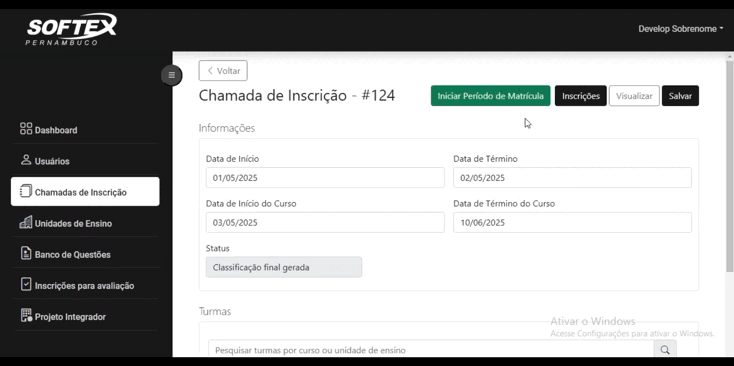 SOFTEX
PERNAMBUCO
Develop Sobrenome
Voltar
Chamada de Inscrição - #124
Iniciar Período de Matrícula
Inscrições
Visualizar
Salvar
Dashboard
Usuários
Chamadas de Inscrição
Unidades de Ensino
Banco de Questões
Inscrições para avaliação
Projeto Integrador
Informações
Data de Início
Data de Término
01/05/2025
02/05/2025
Data de Início do Curso
Data de Término do Curso
03/05/2025
10/06/2025
Status
Classificação final gerada
Turmas
Ativar o Windows
Acesse Configurações para ativar o Windows.
Pesquisar turmas por curso ou unidade de ensino